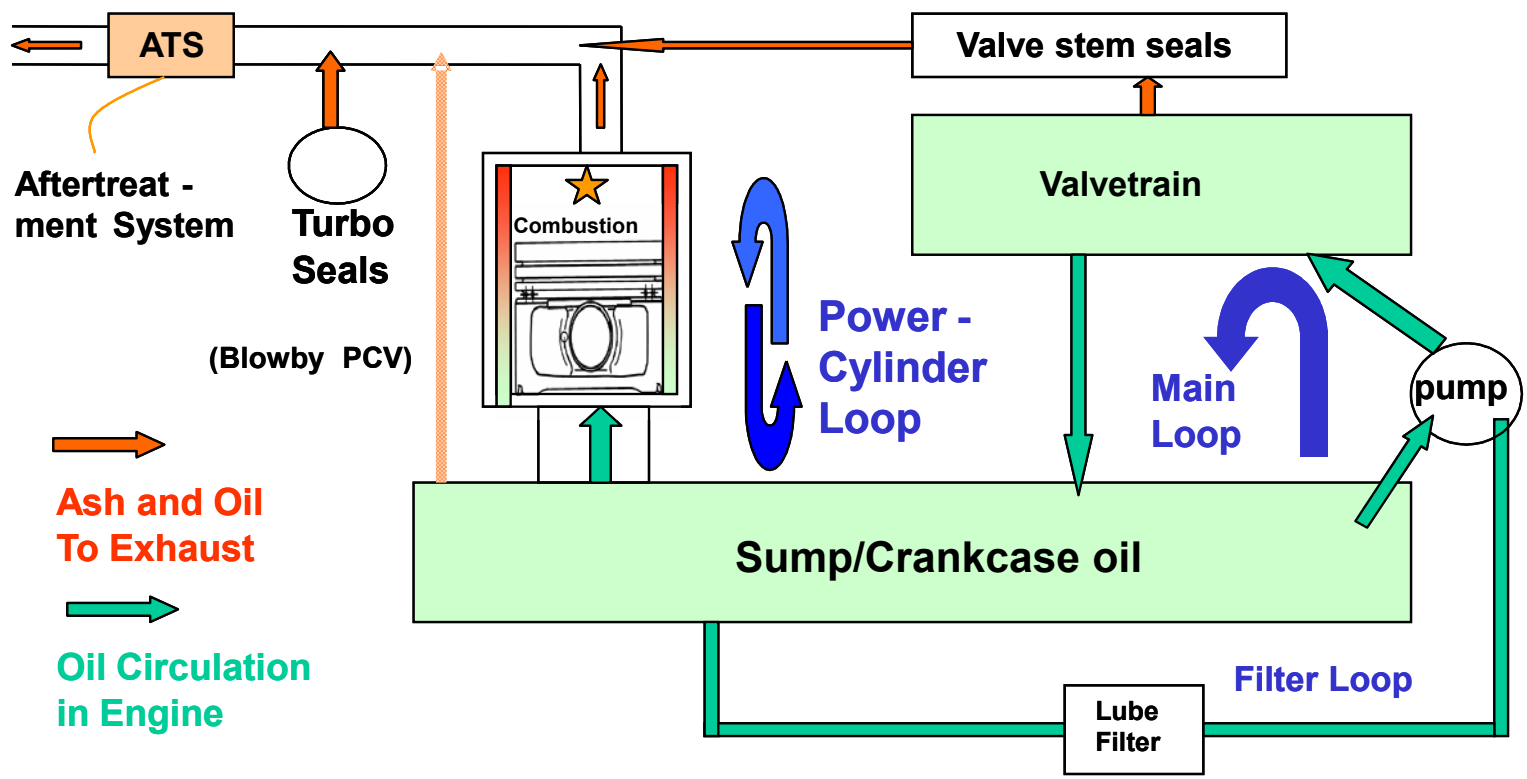 ATS
Valve stem seals
Aftertreat -
ment System
Turbo
Seals
Valvetrain
Combustion
(Blowby PCV)
Power -
Cylinder
Loop
Main
Loop
pump
Ash and Oil
To Exhaust
Sump/Crankcase oil
Oil Circulation
in Engine
Filter Loop
Lube
Filter